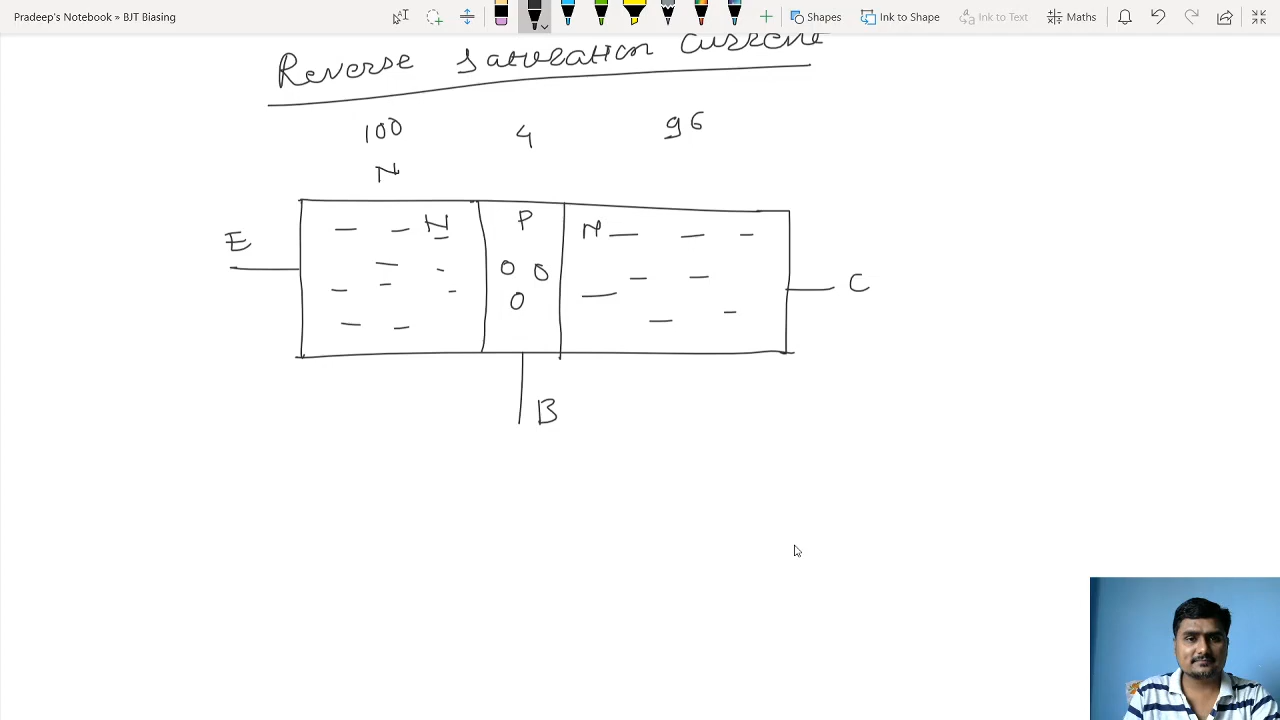 Pradeep's Notebook » BJT Biasing
Shapes Ink to Shape Ink to Text Maths
Reverse Saturation Current
100 4 96
N
N P N
E
C
B